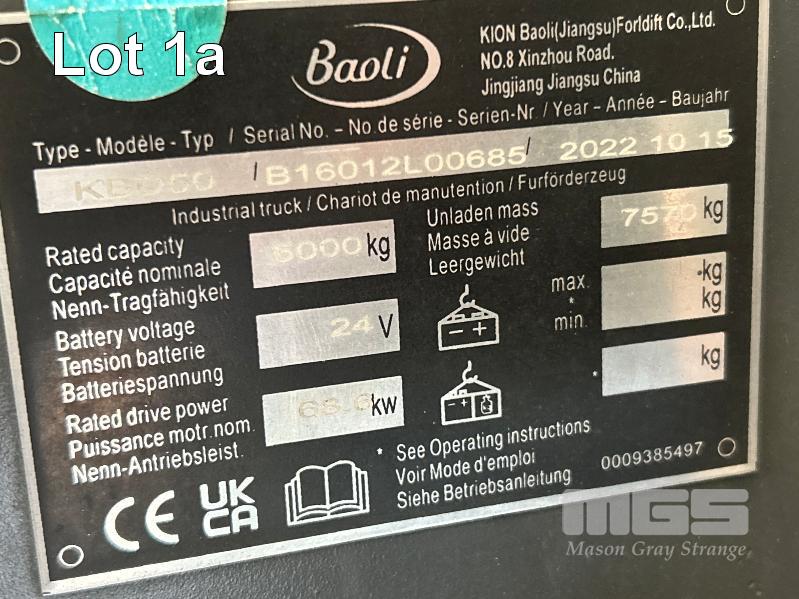 Lot 1a
Baoli
KION Baoli(Jiangsu)Forldift Co.,Ltd.
NO.8 Xinzhou Road.
Jingjiang Jiangsu China
Type - Modèle - Typ / Serial No. – No.de série - Serien-Nr. / Year – Année – Baujahr
/ B16012L00685 / 2022 10 15
Industrial truck / Chariot de manutention / Furförderzeug
Rated capacity
Capacité nominale
Nenn-Tragfähigkeit
kg
Unladen mass
Masse à vide
Leergewicht
7570 kg
Battery voltage
Tension batterie
Batteriespannung
24 V
max. kg
*
min. kg
Rated drive power
Puissance motr.nom.
Nenn-Antriebsleist.
kw
* kg
* See Operating instructions
Voir Mode d'emploi
Siehe Betriebsanleitung
0009385497
CE
UK
CA
MGS
Mason Gray Strange